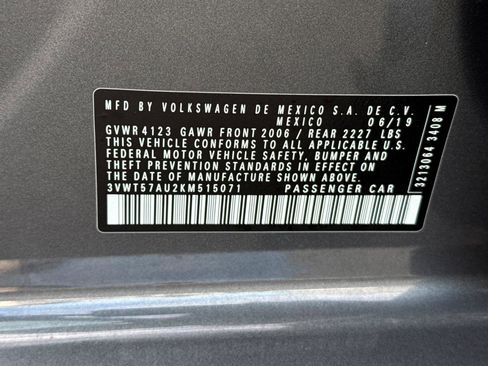 MFD BY VOLKSWAGEN DE MEXICO S.A. DE C.V.
MEXICO 06/19
GVWR 4123 GAWR FRONT 2006 / REAR 2227 LBS
THIS VEHICLE CONFORMS TO ALL APPLICABLE U.S.
FEDERAL MOTOR VEHICLE SAFETY, BUMPER AND
THEFT PREVENTION STANDARDS IN EFFECT ON THE
DATE OF MANUFACTURE SHOWN ABOVE.
3VWT57AU2KM515071 PASSENGER CAR
3213064 3408 M